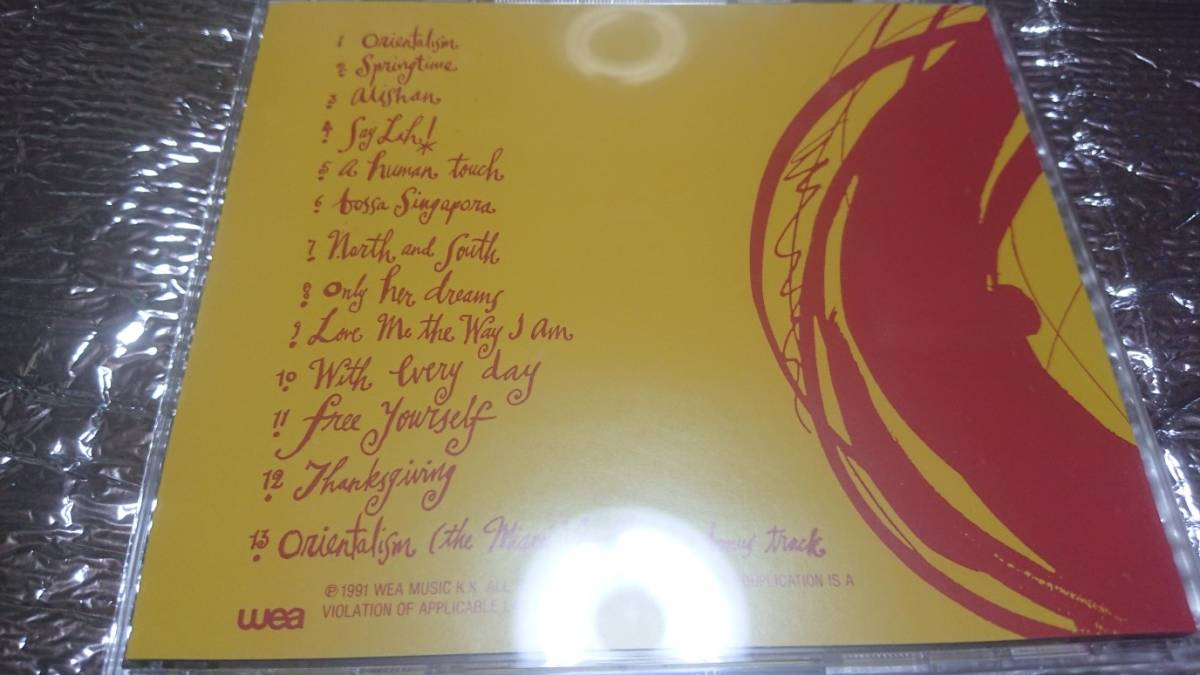 1 Orientalism
2 Springtime
3 Alishan
4 Say Lah!
5 a human touch
6 bossa Singapora
7 North and South
8 Only her dreams
9 Love Me the Way I am
10 With every day
11 free yourself
12 Thanksgiving
13 Orientalism (the track
℗1991 WEA MUSIC K.K. ALL DUPLICATION IS A
VIOLATION OF APPLICABLE
wea